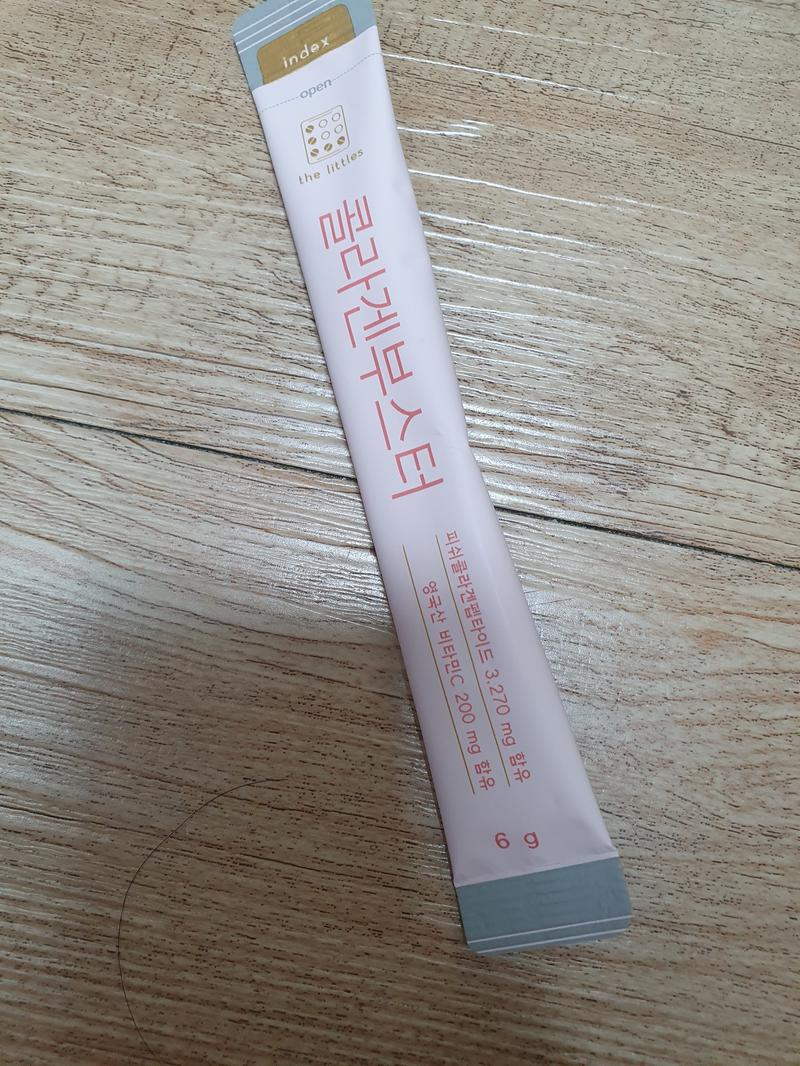 index
open
the littles
콜라겐부스터
피쉬콜라겐펩타이드 3,270 mg 함유
영국산 비타민C 200 mg 함유
6 g